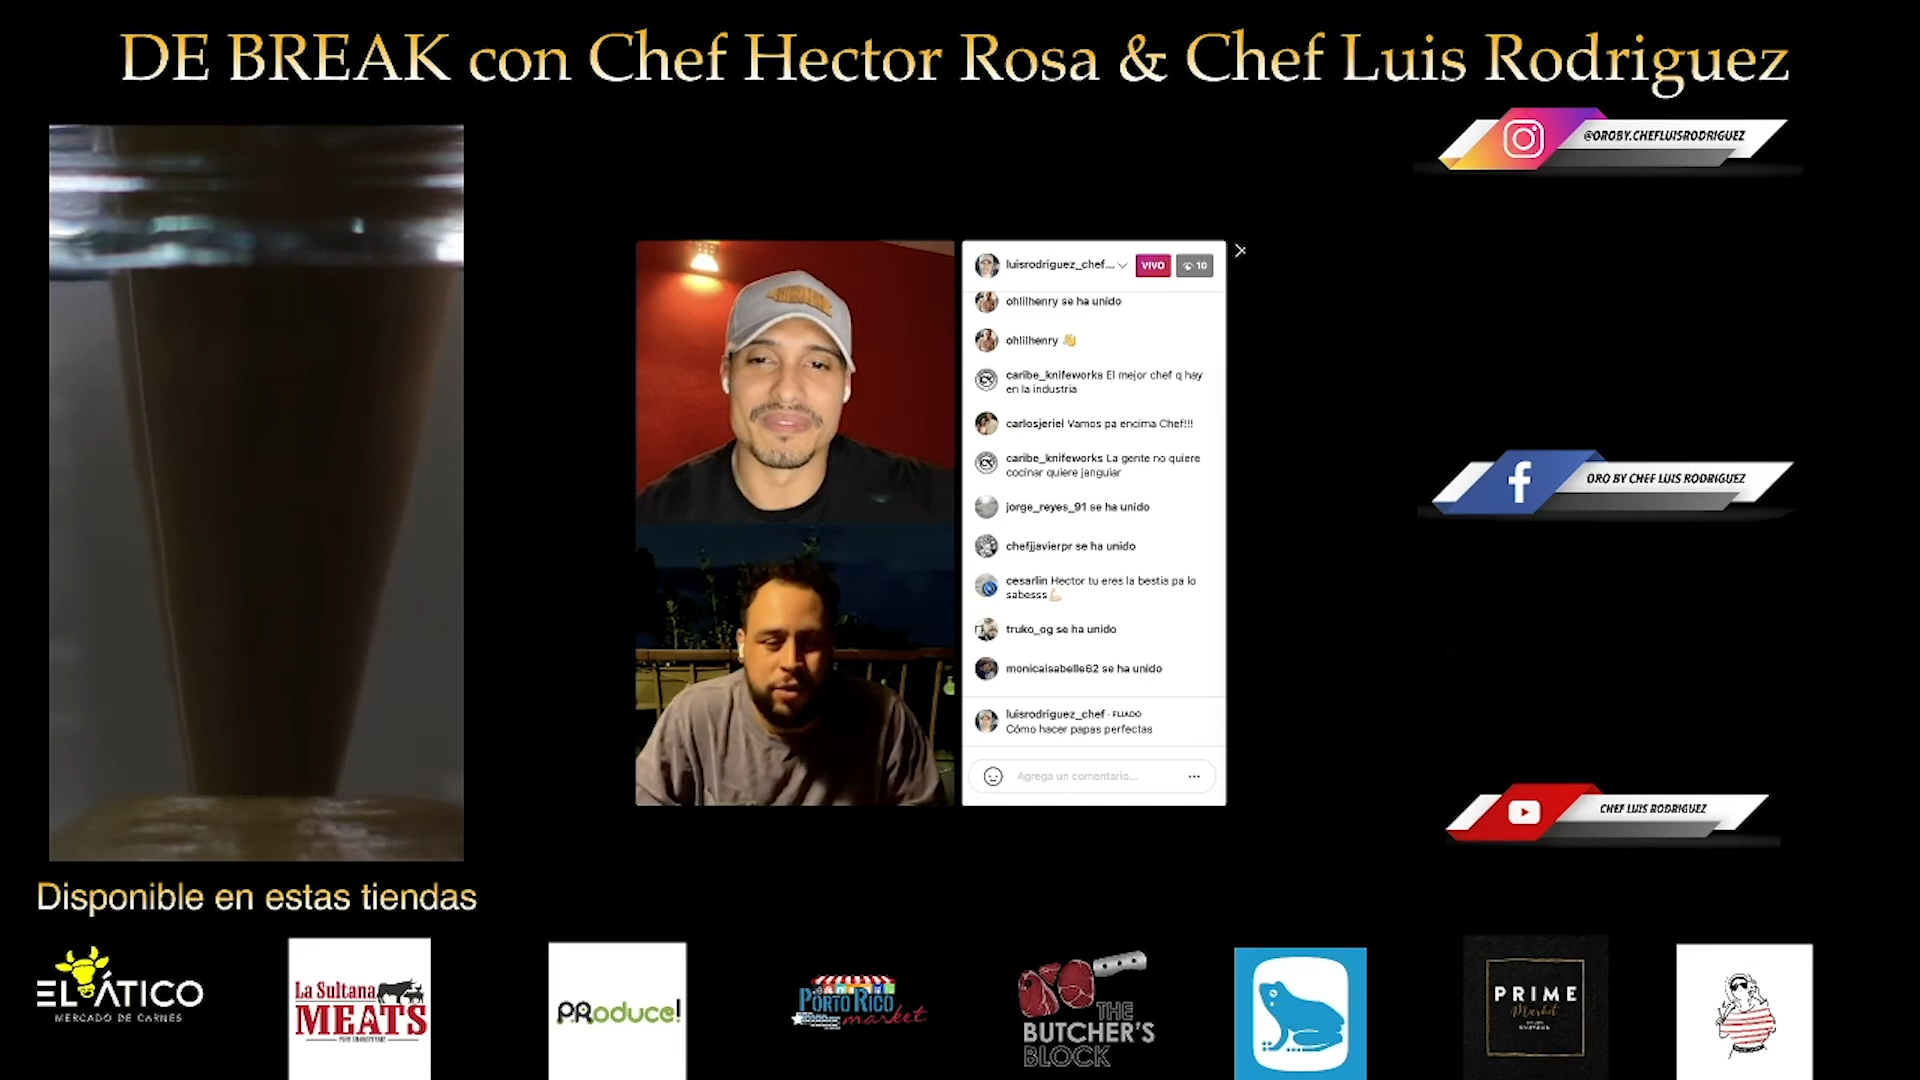 DE BREAK con Chef Hector Rosa & Chef Luis Rodriguez
@OROBY.CHEFLUISRODRIGUEZ
luisrodriguez_chef... VIVO 10
ohlilhenry se ha unido
ohlilhenry 👋
caribe_knifeworks El mejor chef q hay
en la industria
carlosjeriel Vamos pa encima Chef!!!
caribe_knifeworks La gente no quiere
cocinar quiere janguiar
jorge_reyes_91 se ha unido
chefjjavierpr se ha unido
cesarlin Hector tu eres la bestia pa lo
sabesss💪🏻
truko_og se ha unido
monicaisabelle62 se ha unido
luisrodriguez_chef · FIJADO
Cómo hacer papas perfectas
Agrega un comentario...
ORO BY CHEF LUIS RODRIGUEZ
CHEF LUIS RODRIGUEZ
Disponible en estas tiendas
EL ÁTICO
MERCADO DE CARNES
La Sultana
MEATS
PRoduce!
PORTO RICO
market
THE
BUTCHER'S
BLOCK
PRIME
Market